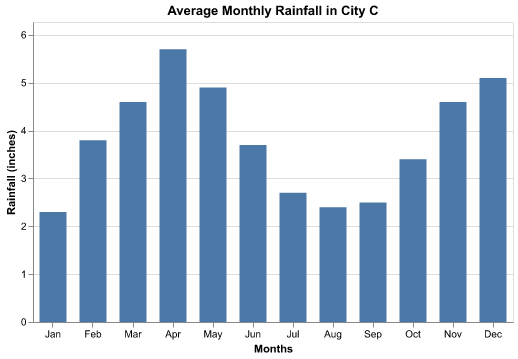 Average Monthly Rainfall in City C
Rainfall (inches)
6
5
4
3
2
1
0
Jan Feb Mar Apr May Jun Jul Aug Sep Oct Nov Dec
Months